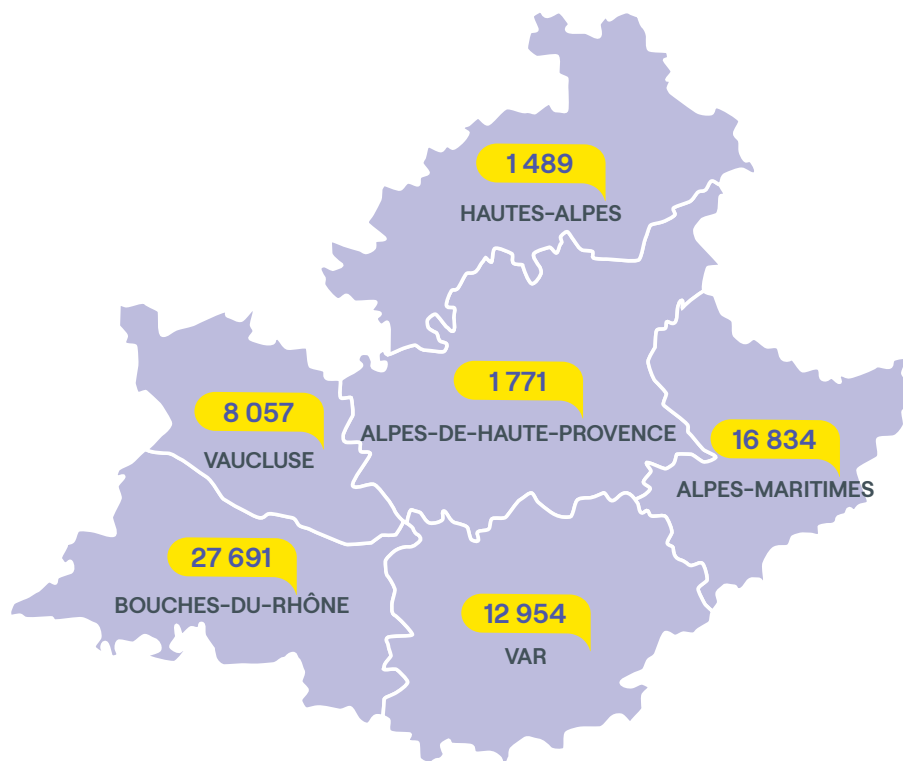 1 489
HAUTES-ALPES
1 771
ALPES-DE-HAUTE-PROVENCE
8 057
VAUCLUSE
16 834
ALPES-MARITIMES
27 691
BOUCHES-DU-RHÔNE
12 954
VAR